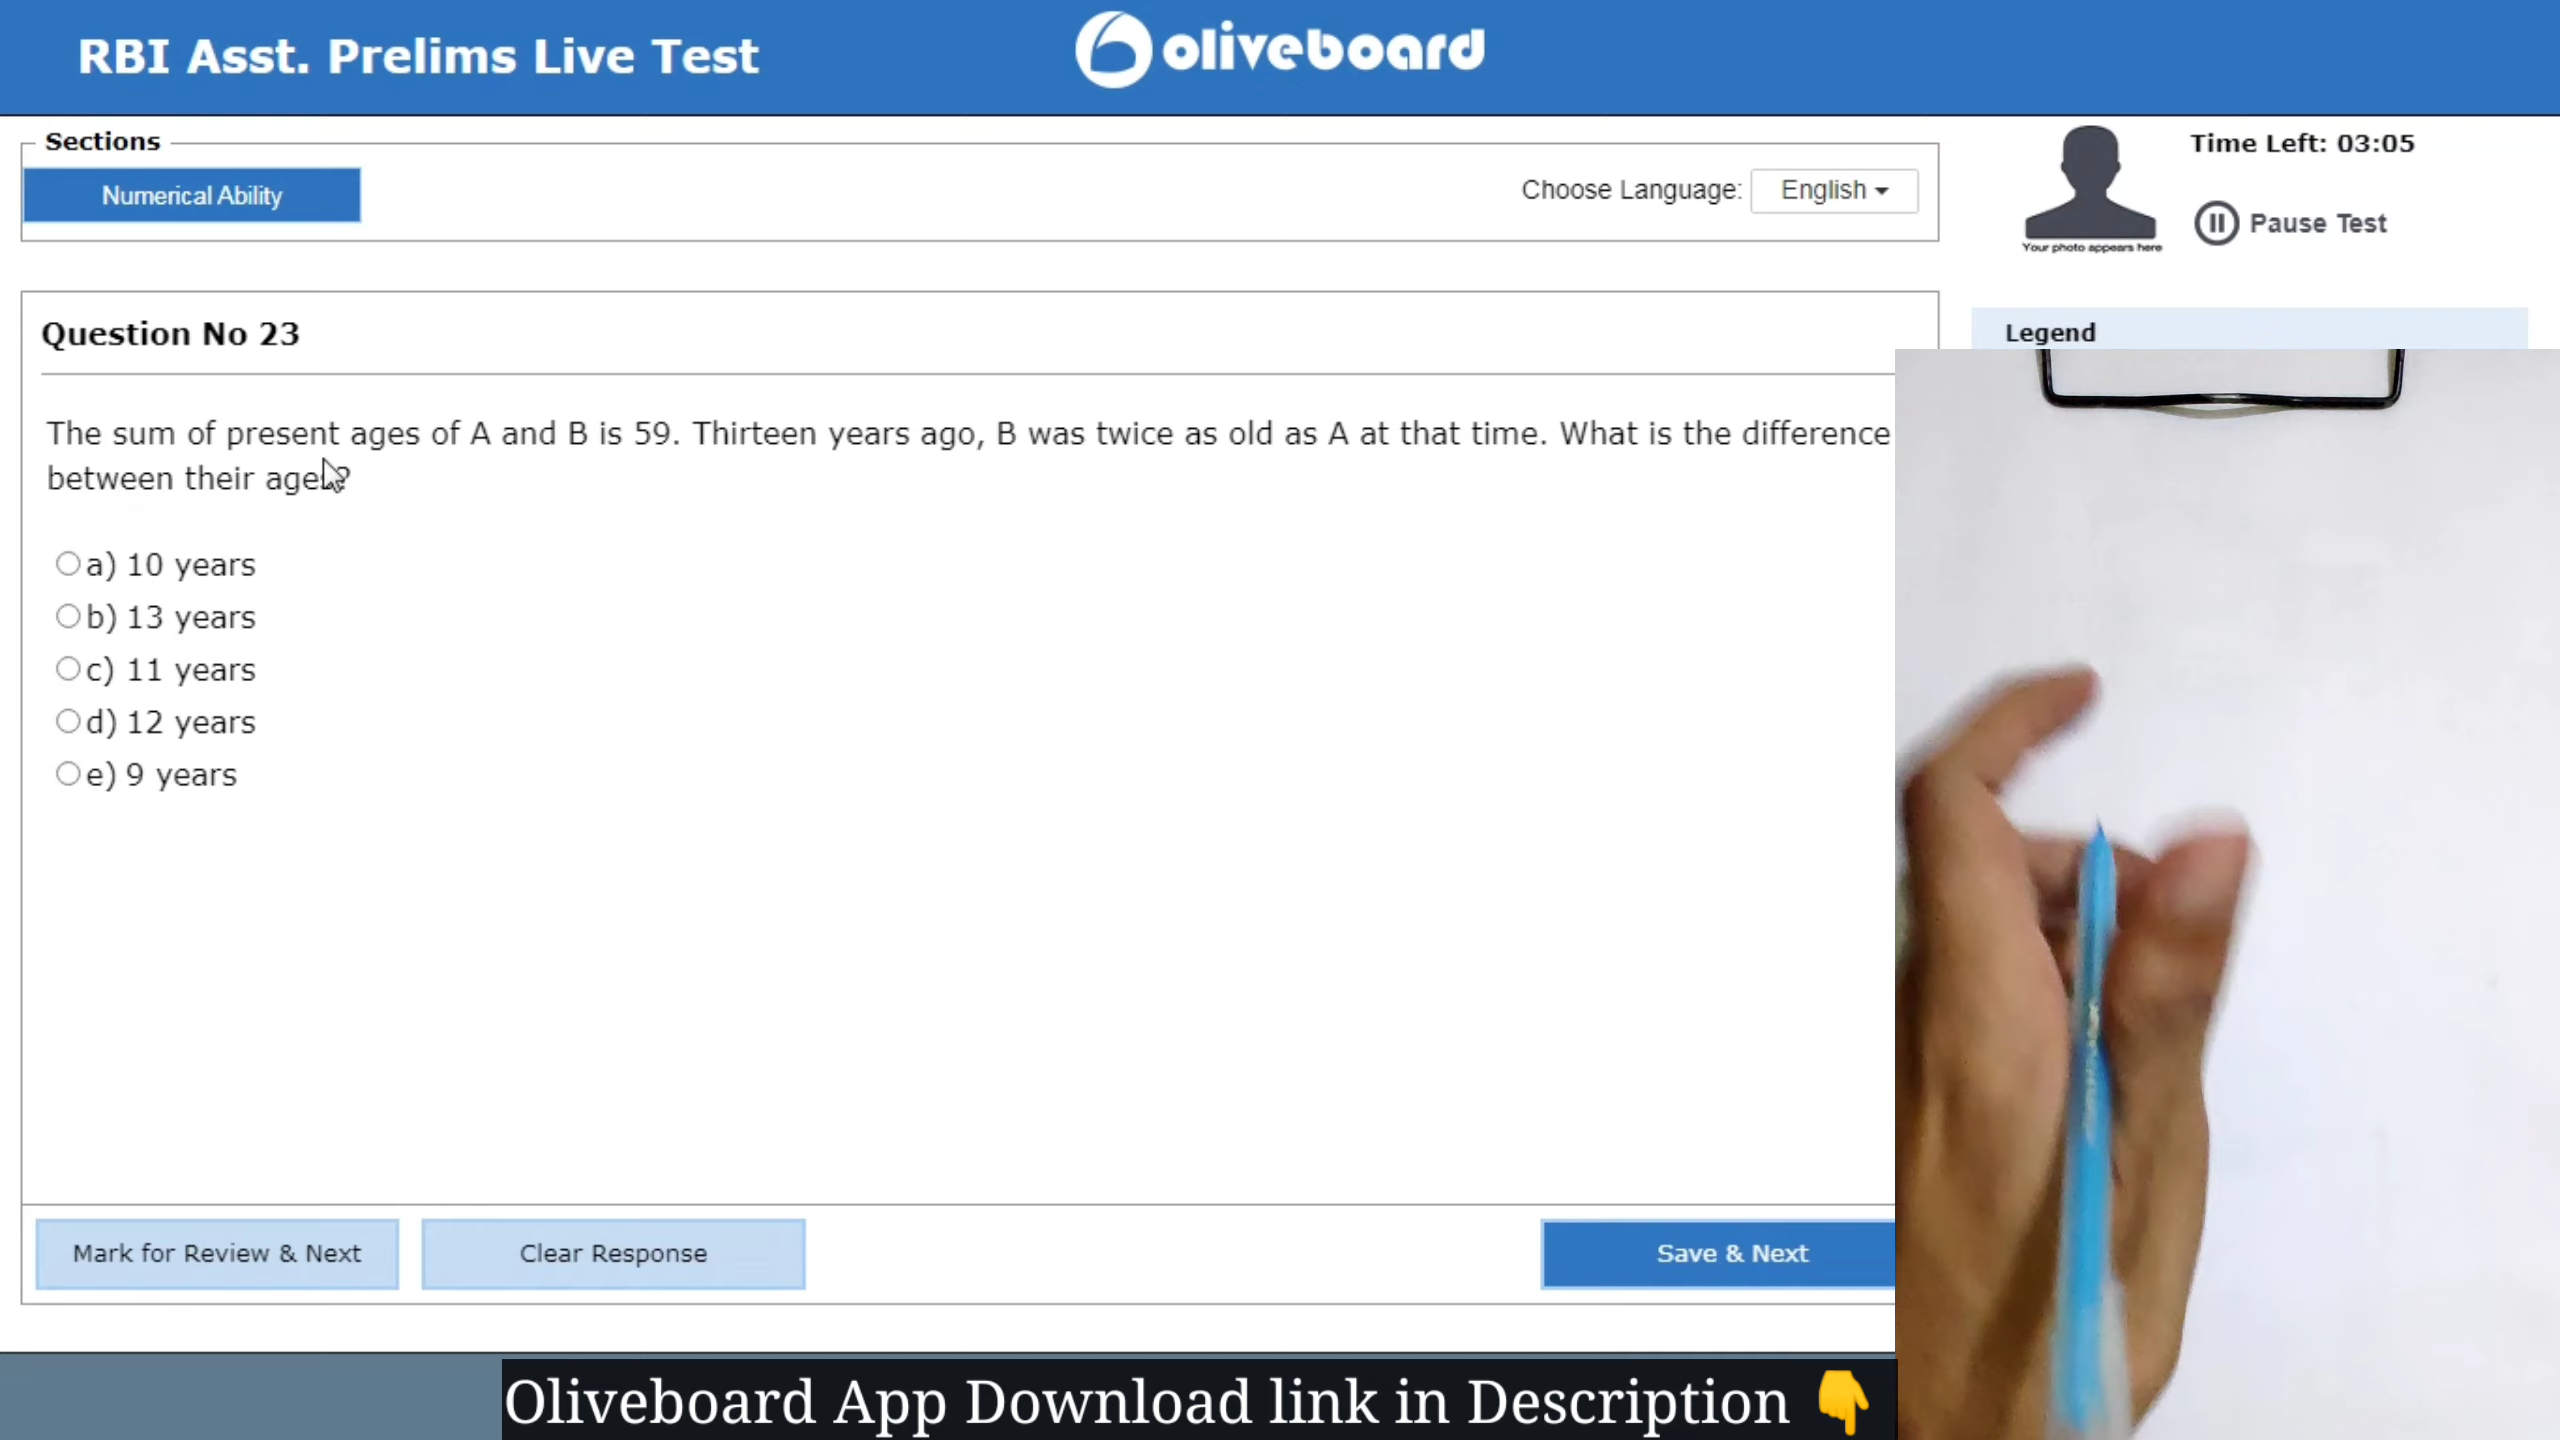 RBI Asst. Prelims Live Test
oliveboard
Sections
Numerical Ability
Choose Language: English
Time Left: 03:05
Pause Test
Your photo appears here
Question No 23
Legend
The sum of present ages of A and B is 59. Thirteen years ago, B was twice as old as A at that time. What is the difference
between their ages?
a) 10 years
b) 13 years
c) 11 years
d) 12 years
e) 9 years
Mark for Review & Next
Clear Response
Save & Next
Oliveboard App Download link in Description 👇